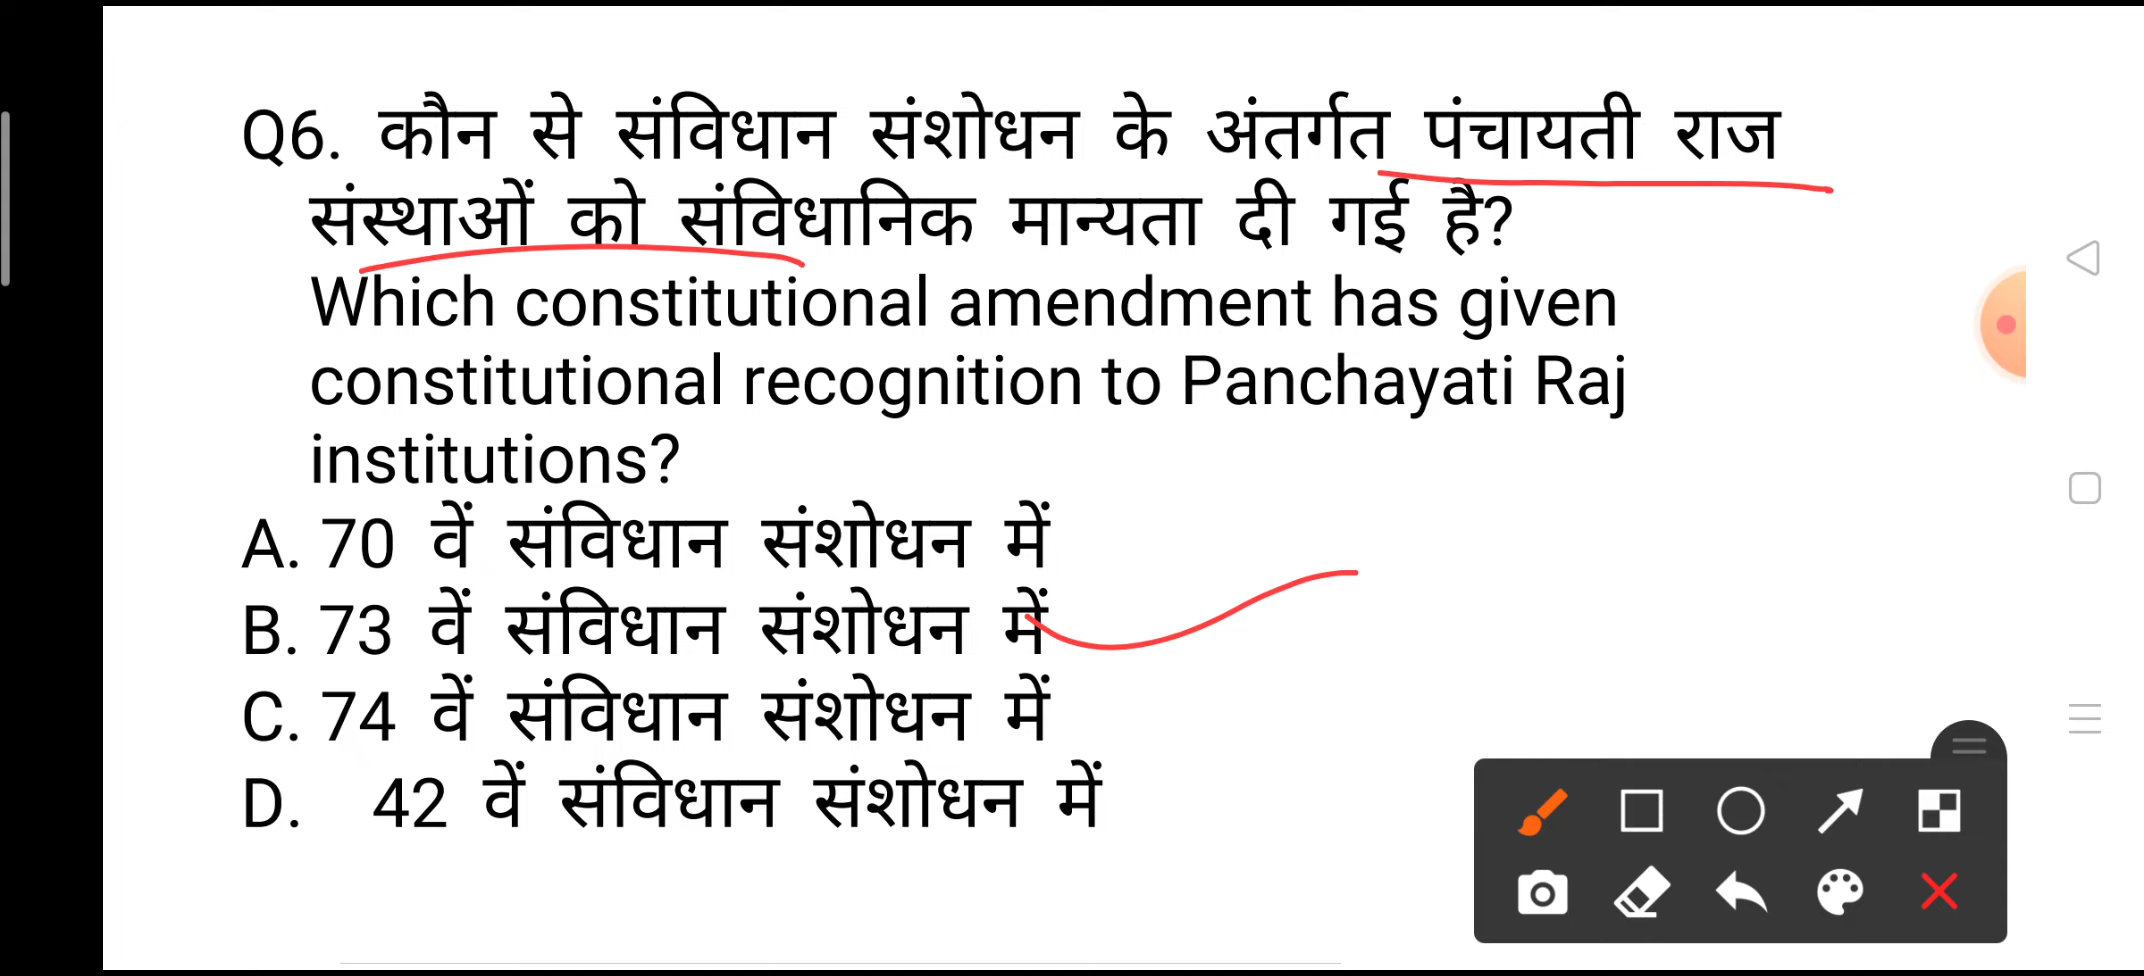 Q6. कौन से संविधान संशोधन के अंतर्गत पंचायती राज
संस्थाओं को संविधानिक मान्यता दी गई है?
Which constitutional amendment has given
constitutional recognition to Panchayati Raj
institutions?
A. 70 वें संविधान संशोधन में
B. 73 वें संविधान संशोधन में
C. 74 वें संविधान संशोधन में
D. 42 वें संविधान संशोधन में